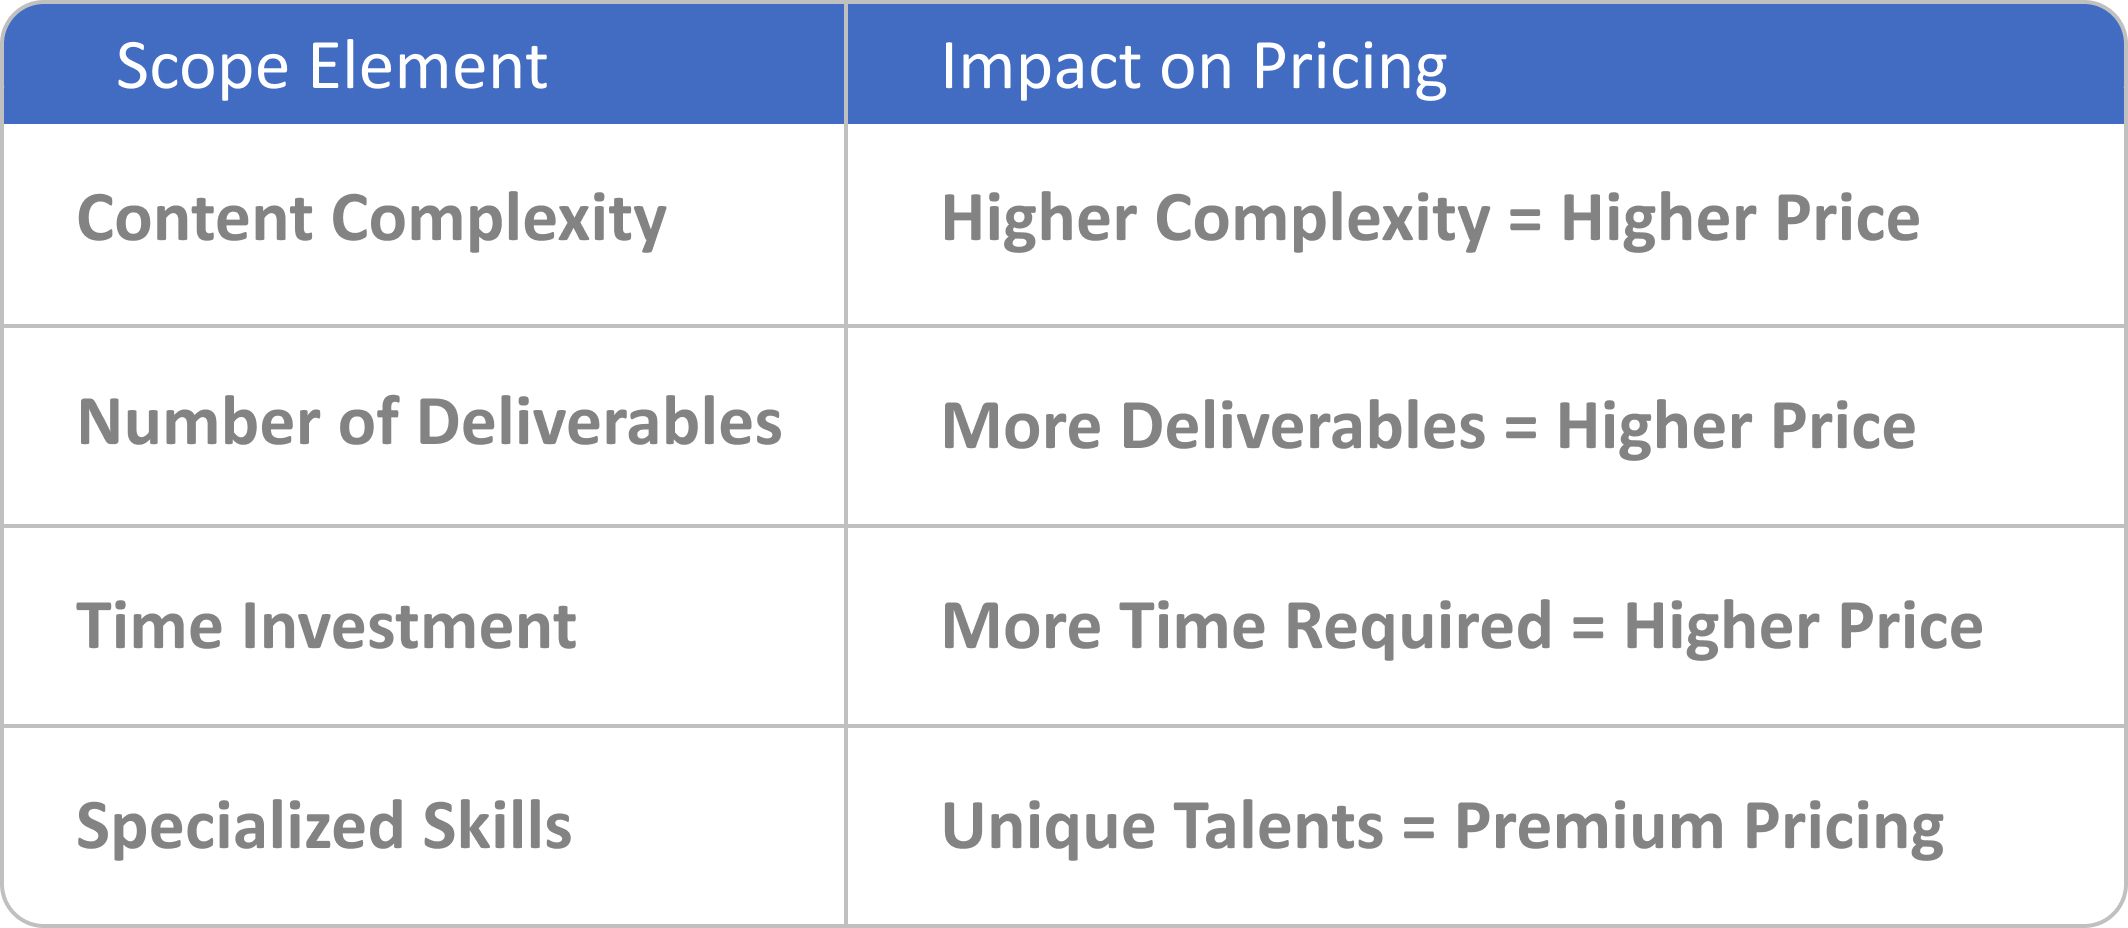 Scope Element
Impact on Pricing
Content Complexity
Higher Complexity = Higher Price
Number of Deliverables
More Deliverables = Higher Price
Time Investment
More Time Required = Higher Price
Specialized Skills
Unique Talents = Premium Pricing